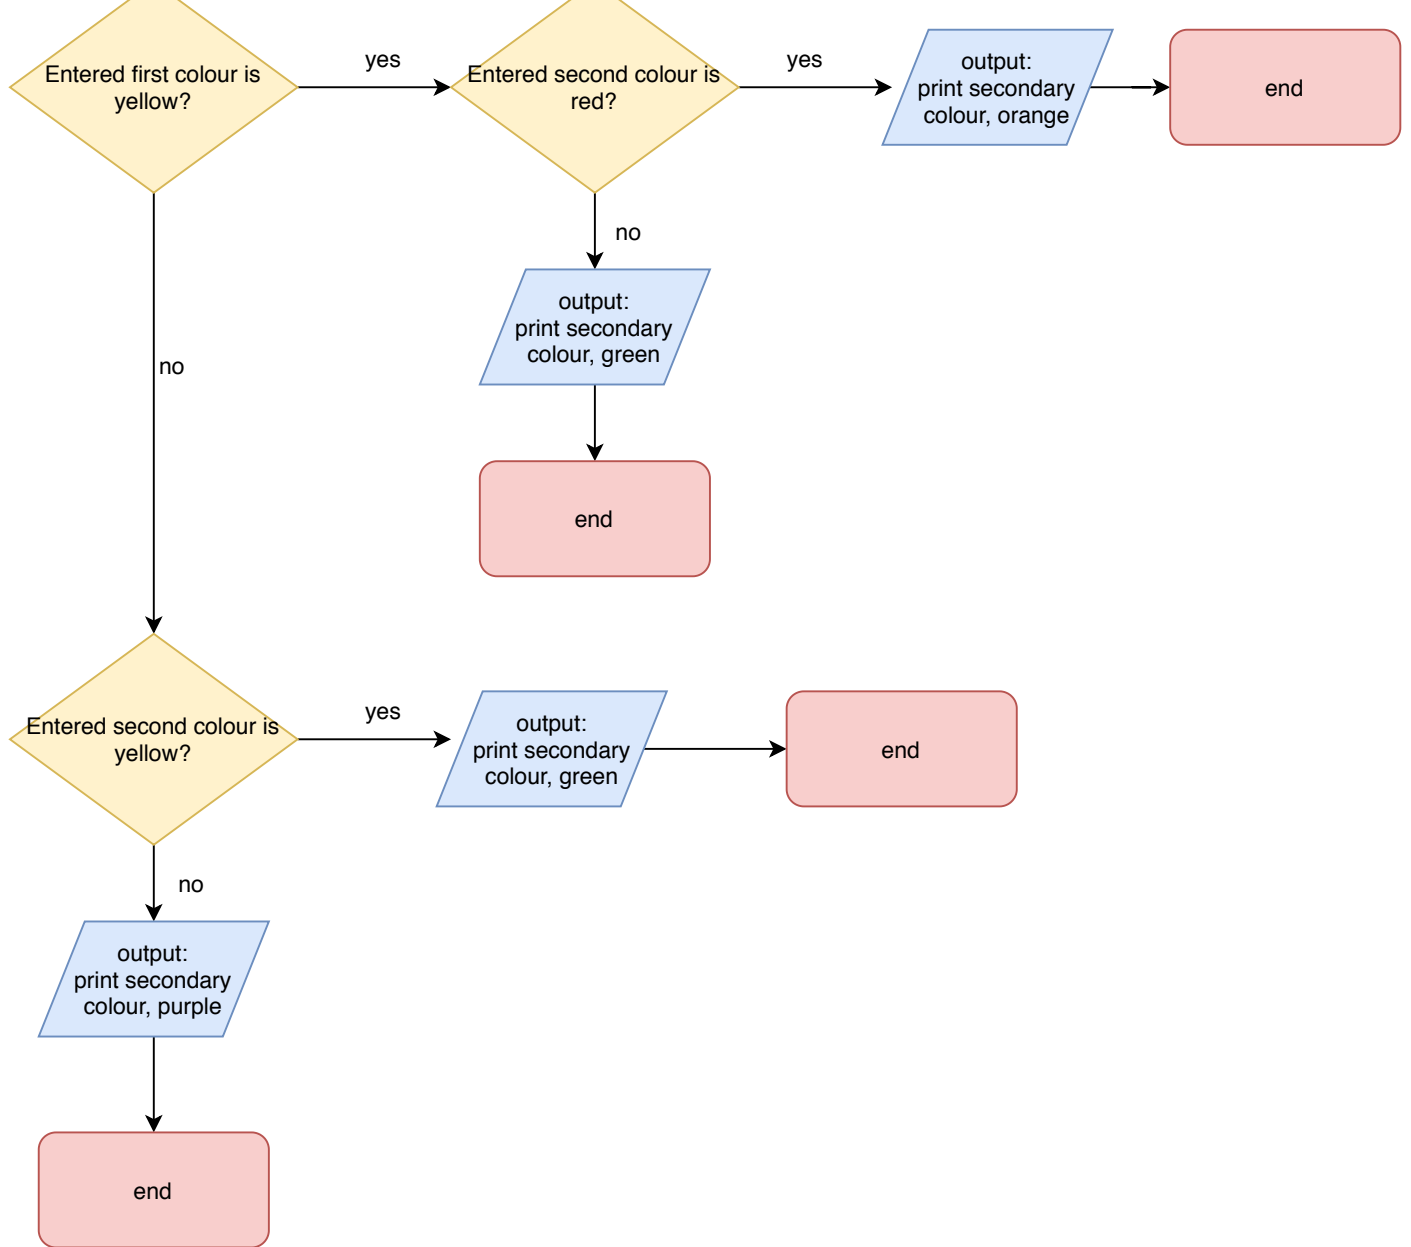 Entered first colour is
yellow?
yes
Entered second colour is
red?
yes
output:
print secondary
colour, orange
end
no
output:
print secondary
colour, green
end
no
Entered second colour is
yellow?
yes
output:
print secondary
colour, green
end
no
output:
print secondary
colour, purple
end